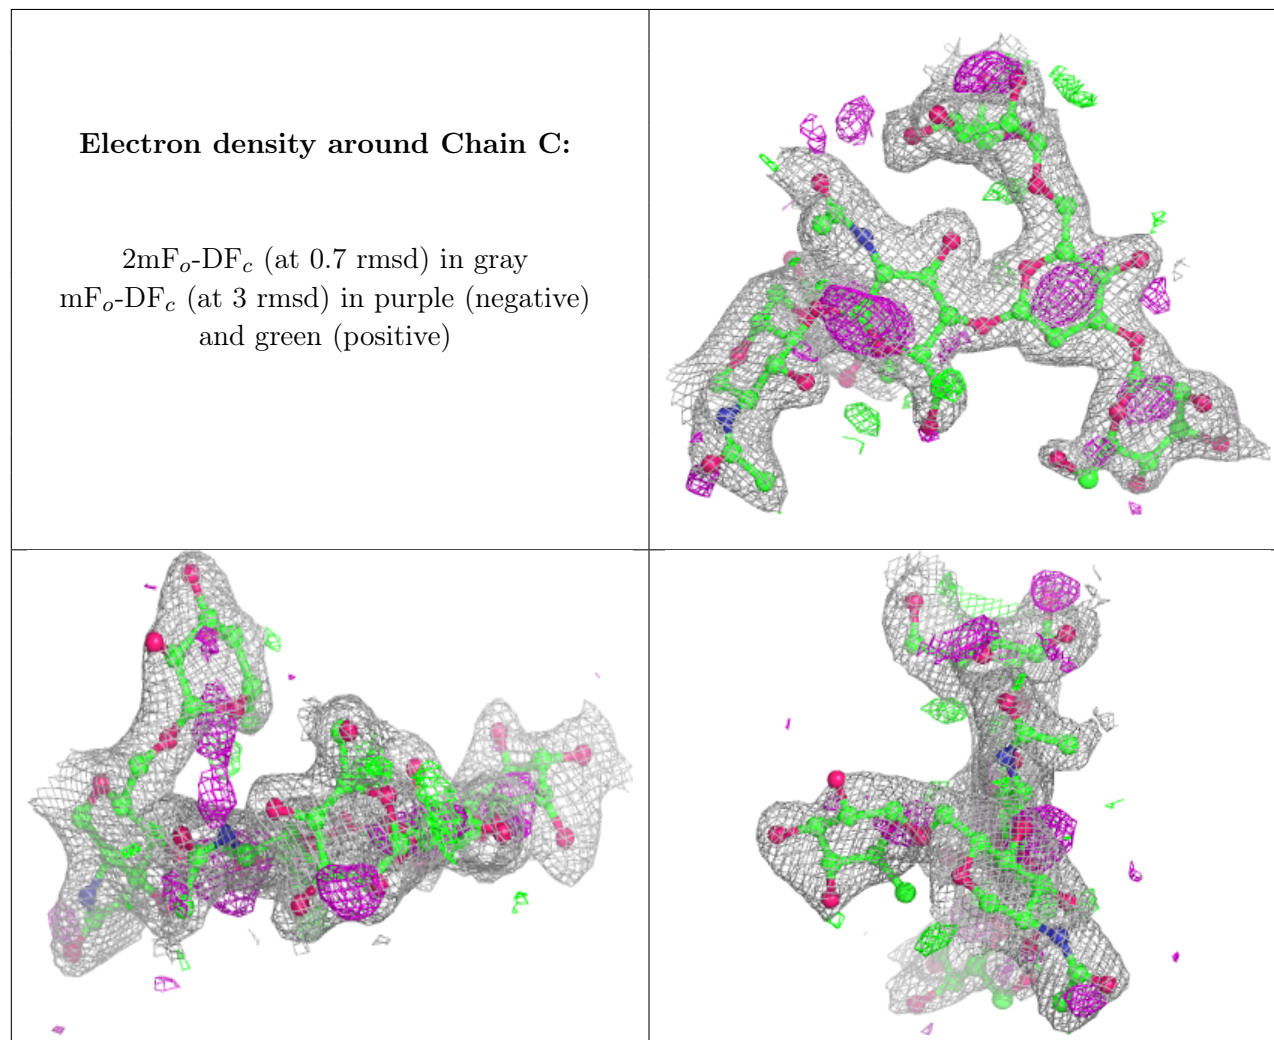 Electron density around Chain C:
2mFo-DFc (at 0.7 rmsd) in gray
mFo-DFc (at 3 rmsd) in purple (negative)
and green (positive)